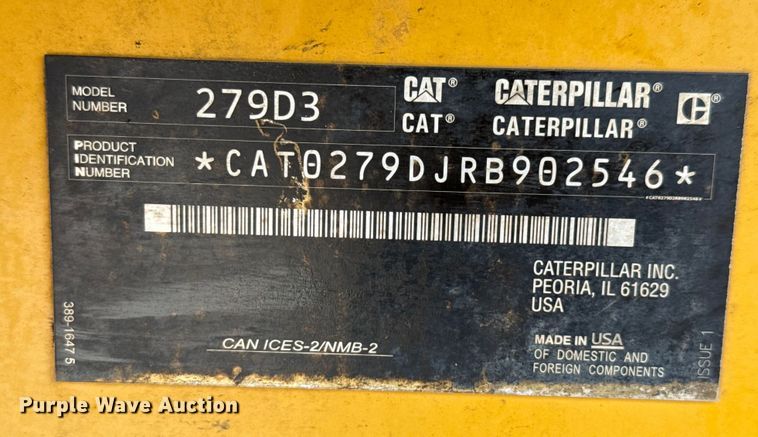 MODEL
NUMBER
279D3
CAT® CATERPILLAR® C®
CAT® CATERPILLAR®
PRODUCT
IDENTIFICATION
NUMBER
*CAT0279DJRB902546*
CATERPILLAR INC.
PEORIA, IL 61629
USA
389-1647 5
CAN ICES-2/NMB-2
MADE IN USA
OF DOMESTIC AND
FOREIGN COMPONENTS
ISSUE 1
Purple Wave Auction